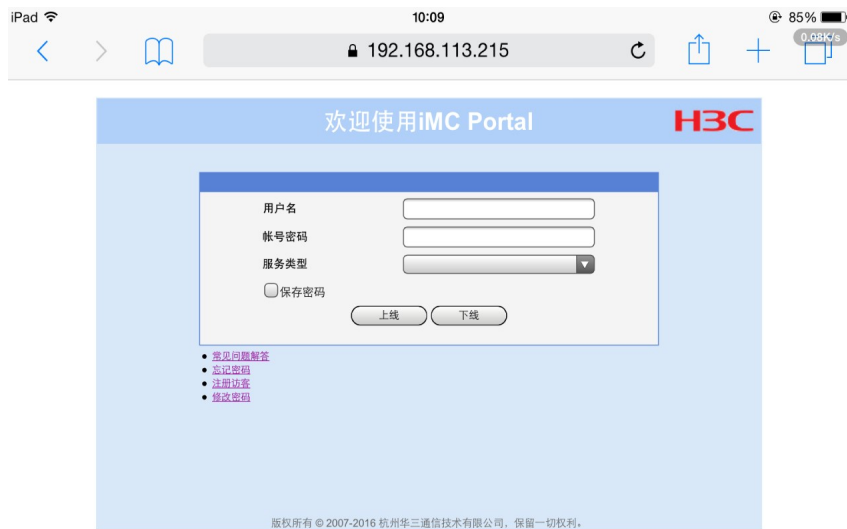 iPad 10:09 85%
192.168.113.215
0.08K/s
欢迎使用iMC Portal H3C
用户名
帐号密码
服务类型
保存密码
上线 下线
常见问题解答
忘记密码
注册访客
修改密码
版权所有 © 2007-2016 杭州华三通信技术有限公司，保留一切权利。